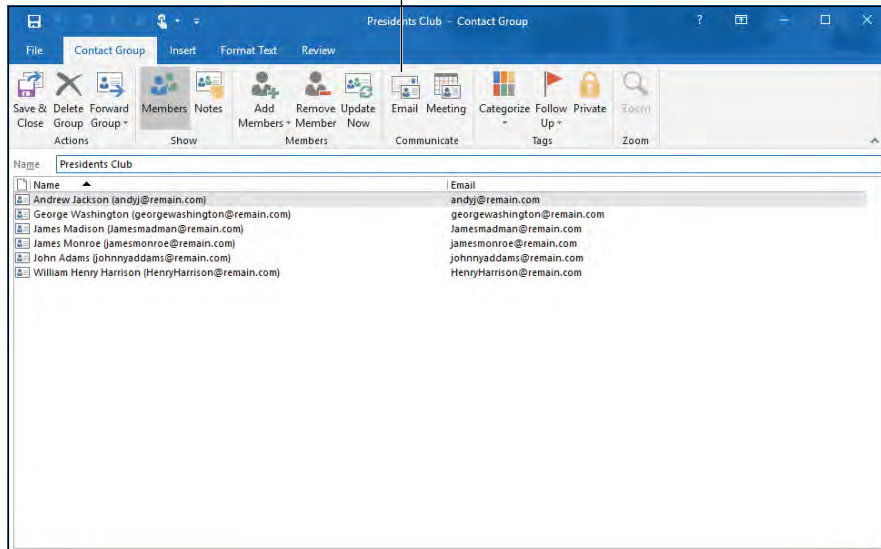 Presidents Club - Contact Group
?
File Contact Group Insert Format Text Review
Save & Close Delete Group Forward Group Members Notes Add Members Remove Member Update Now Email Meeting Categorize Follow Up Private Zoom
Actions Show Members Communicate Tags Zoom
Name Presidents Club
Name Email
Andrew Jackson (andyj@remain.com) andyj@remain.com
George Washington (georgewashington@remain.com) georgewashington@remain.com
James Madison (Jamesmadman@remain.com) Jamesmadman@remain.com
James Monroe (jamesmonroe@remain.com) jamesmonroe@remain.com
John Adams (johnnyaddams@remain.com) johnnyaddams@remain.com
William Henry Harrison (HenryHarrison@remain.com) HenryHarrison@remain.com